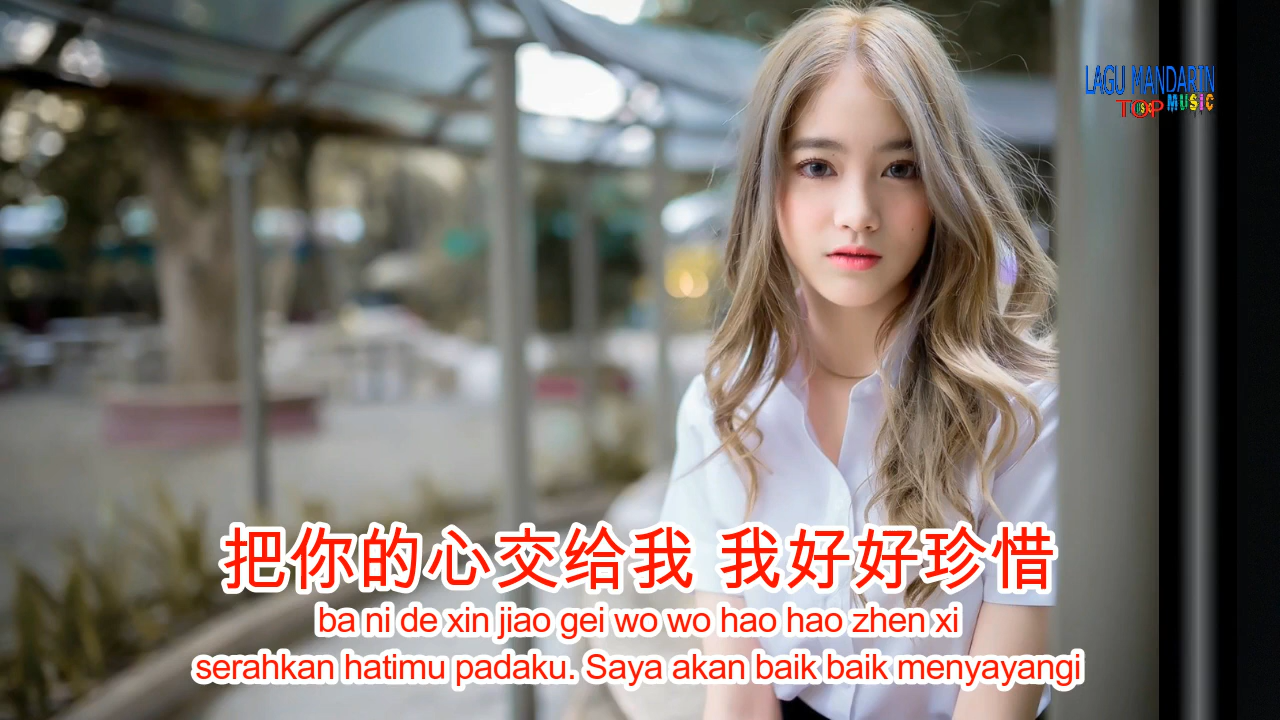 LAGU MANDARIN
TOP MUSIC
把你的心交给我 我好好珍惜
ba ni de xin jiao gei wo wo hao hao zhen xi
serahkan hatimu padaku. Saya akan baik baik menyayangi